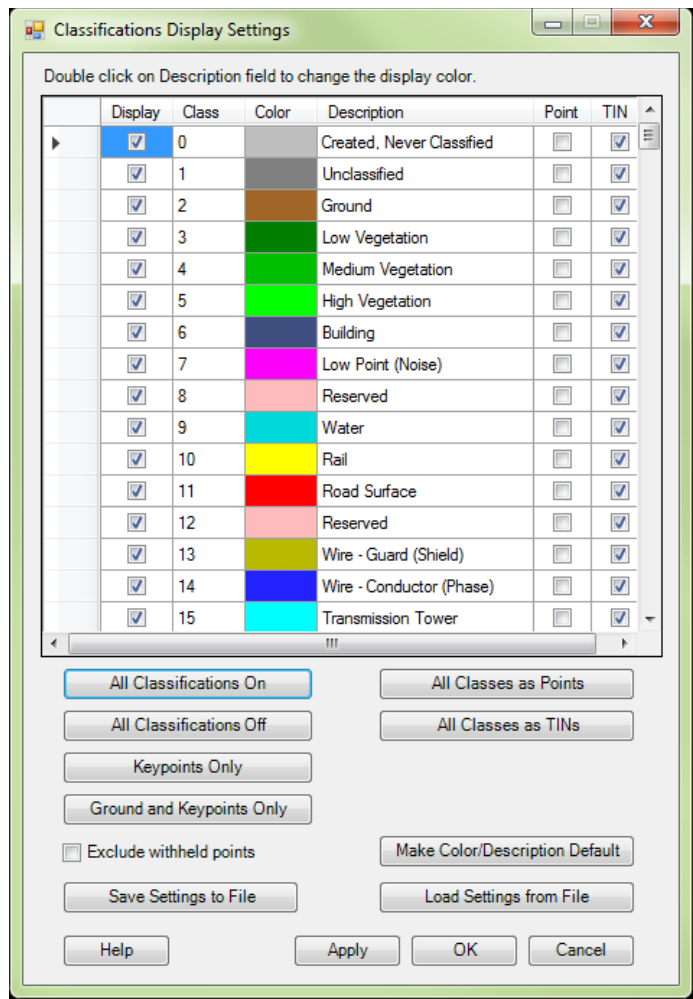 Classifications Display Settings
Double click on Description field to change the display color.
Display Class Color Description Point TIN
0 Created, Never Classified
1 Unclassified
2 Ground
3 Low Vegetation
4 Medium Vegetation
5 High Vegetation
6 Building
7 Low Point (Noise)
8 Reserved
9 Water
10 Rail
11 Road Surface
12 Reserved
13 Wire - Guard (Shield)
14 Wire - Conductor (Phase)
15 Transmission Tower
All Classifications On All Classes as Points
All Classifications Off All Classes as TINs
Keypoints Only
Ground and Keypoints Only
Exclude withheld points Make Color/Description Default
Save Settings to File Load Settings from File
Help Apply OK Cancel